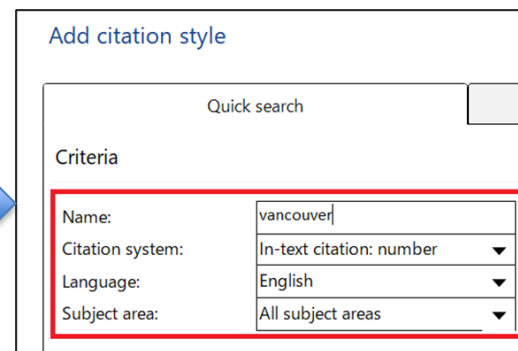 Add citation style
Quick search
Criteria
Name: vancouver
Citation system: In-text citation: number
Language: English
Subject area: All subject areas